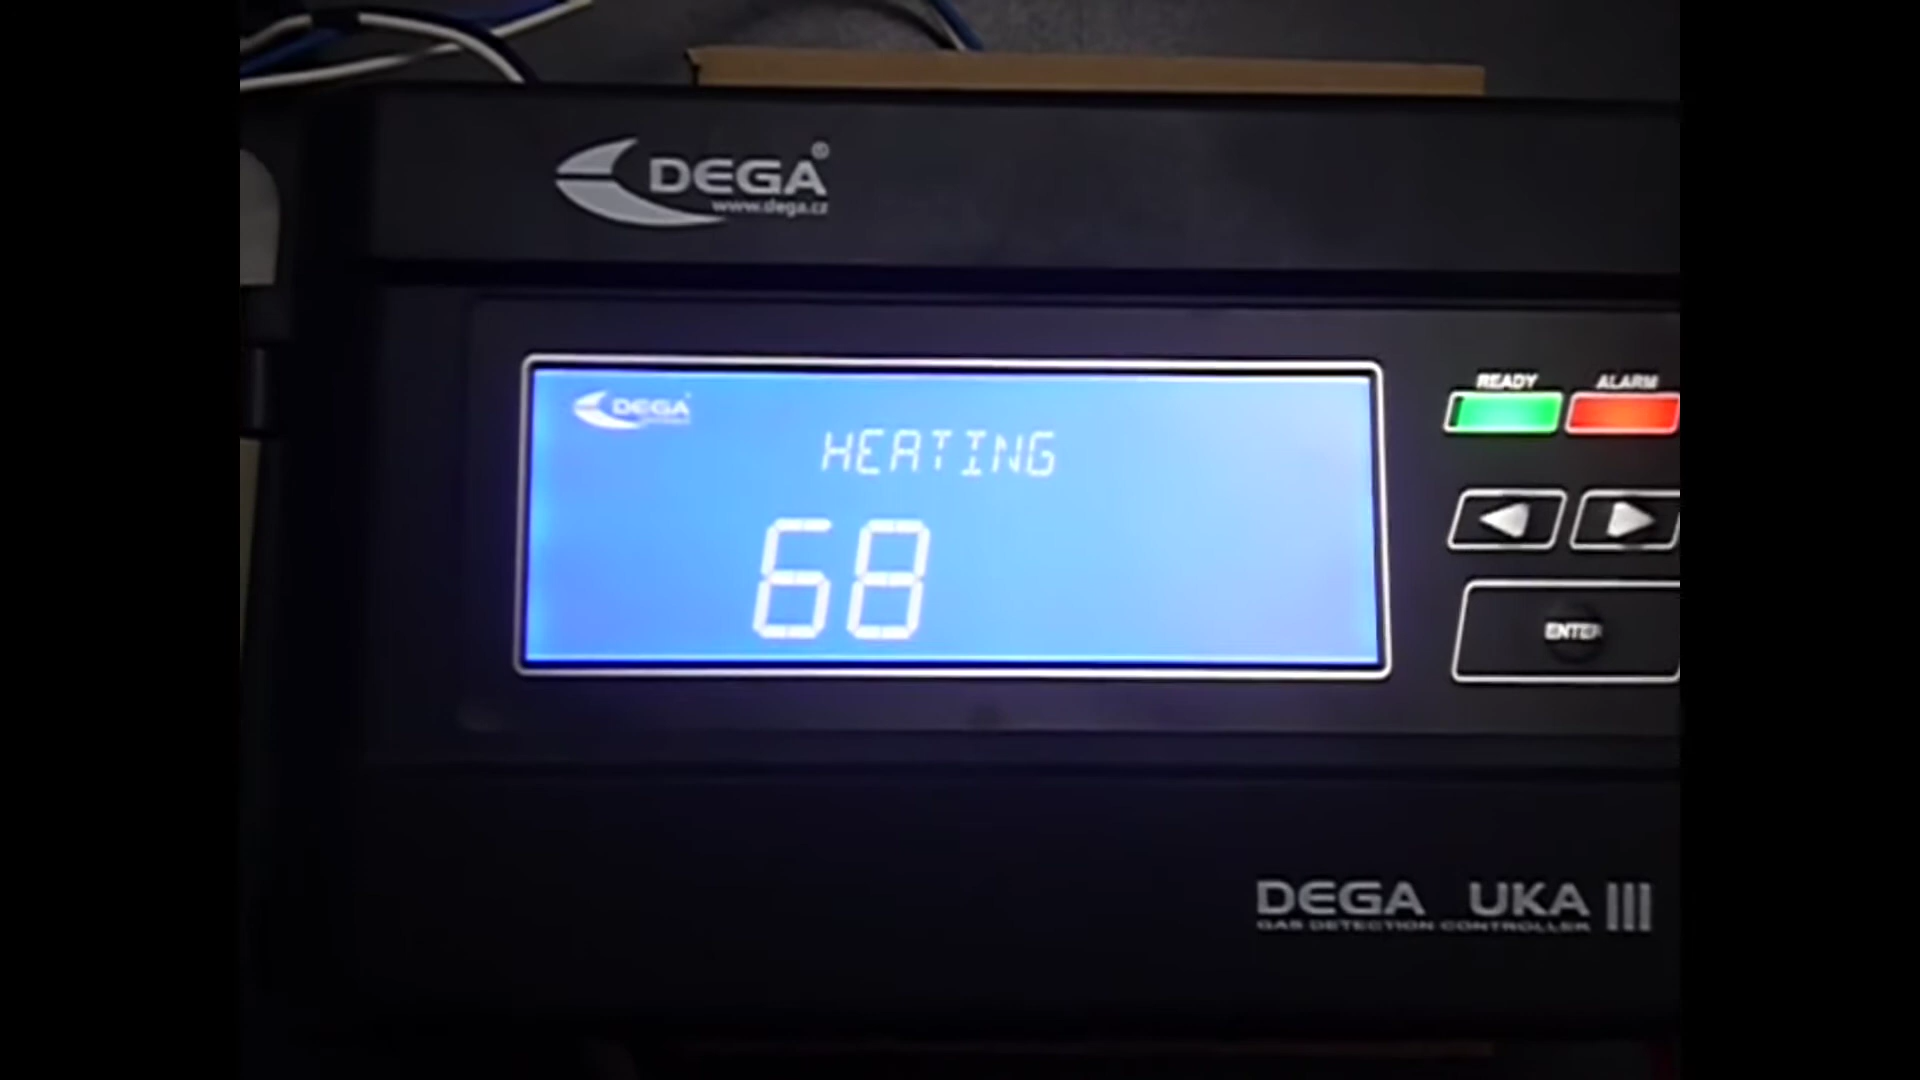 DEGA®
www.dega.cz
DEGA
HEATING
68
READY ALARM
ENTER
DEGA UKA III
GAS DETECTION CONTROLLER